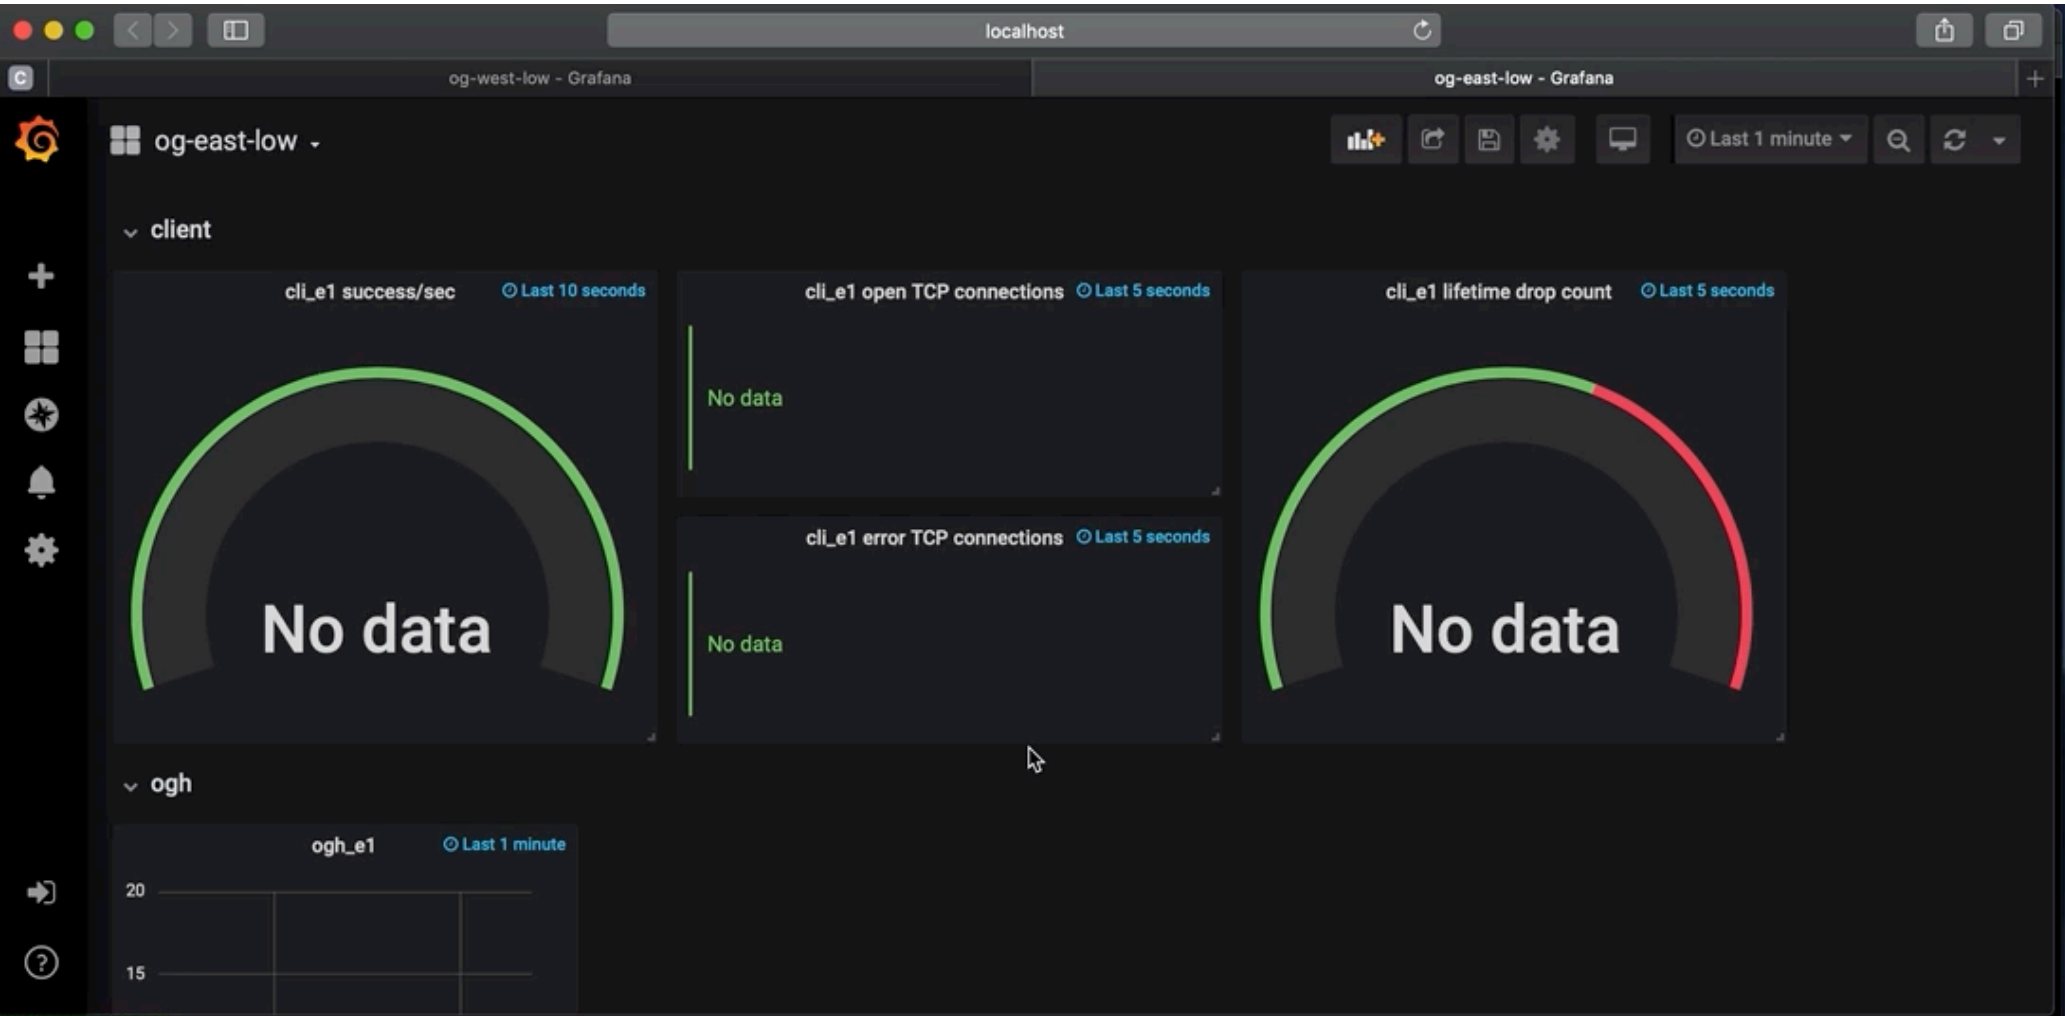 localhost
C
og-west-low - Grafana
og-east-low - Grafana
og-east-low
Last 1 minute
client
cli_e1 success/sec Last 10 seconds
No data
cli_e1 open TCP connections Last 5 seconds
No data
cli_e1 error TCP connections Last 5 seconds
No data
cli_e1 lifetime drop count Last 5 seconds
No data
ogh
ogh_e1 Last 1 minute
20
15
?